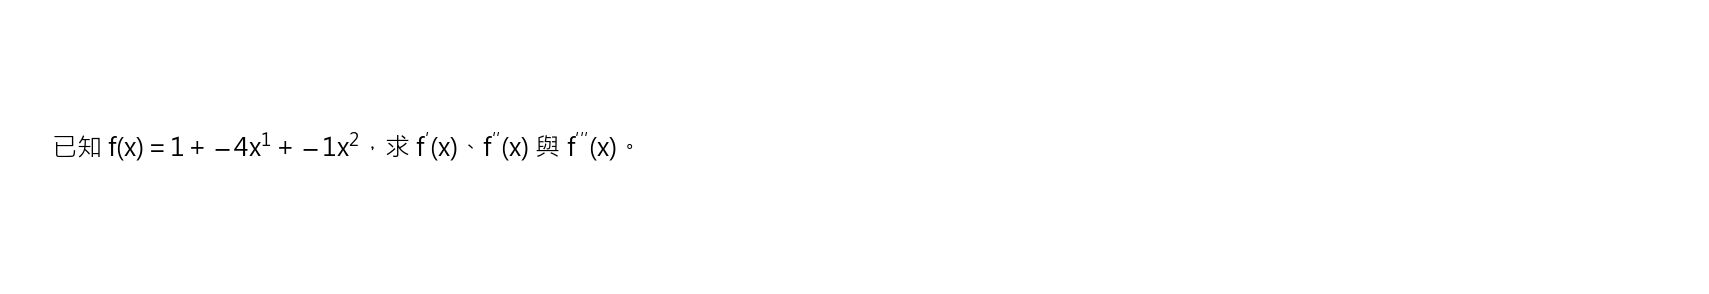 已知 f(x) = 1 + −4x¹ + −1x²，求 f′(x)、f′′(x) 與 f′′′(x)。